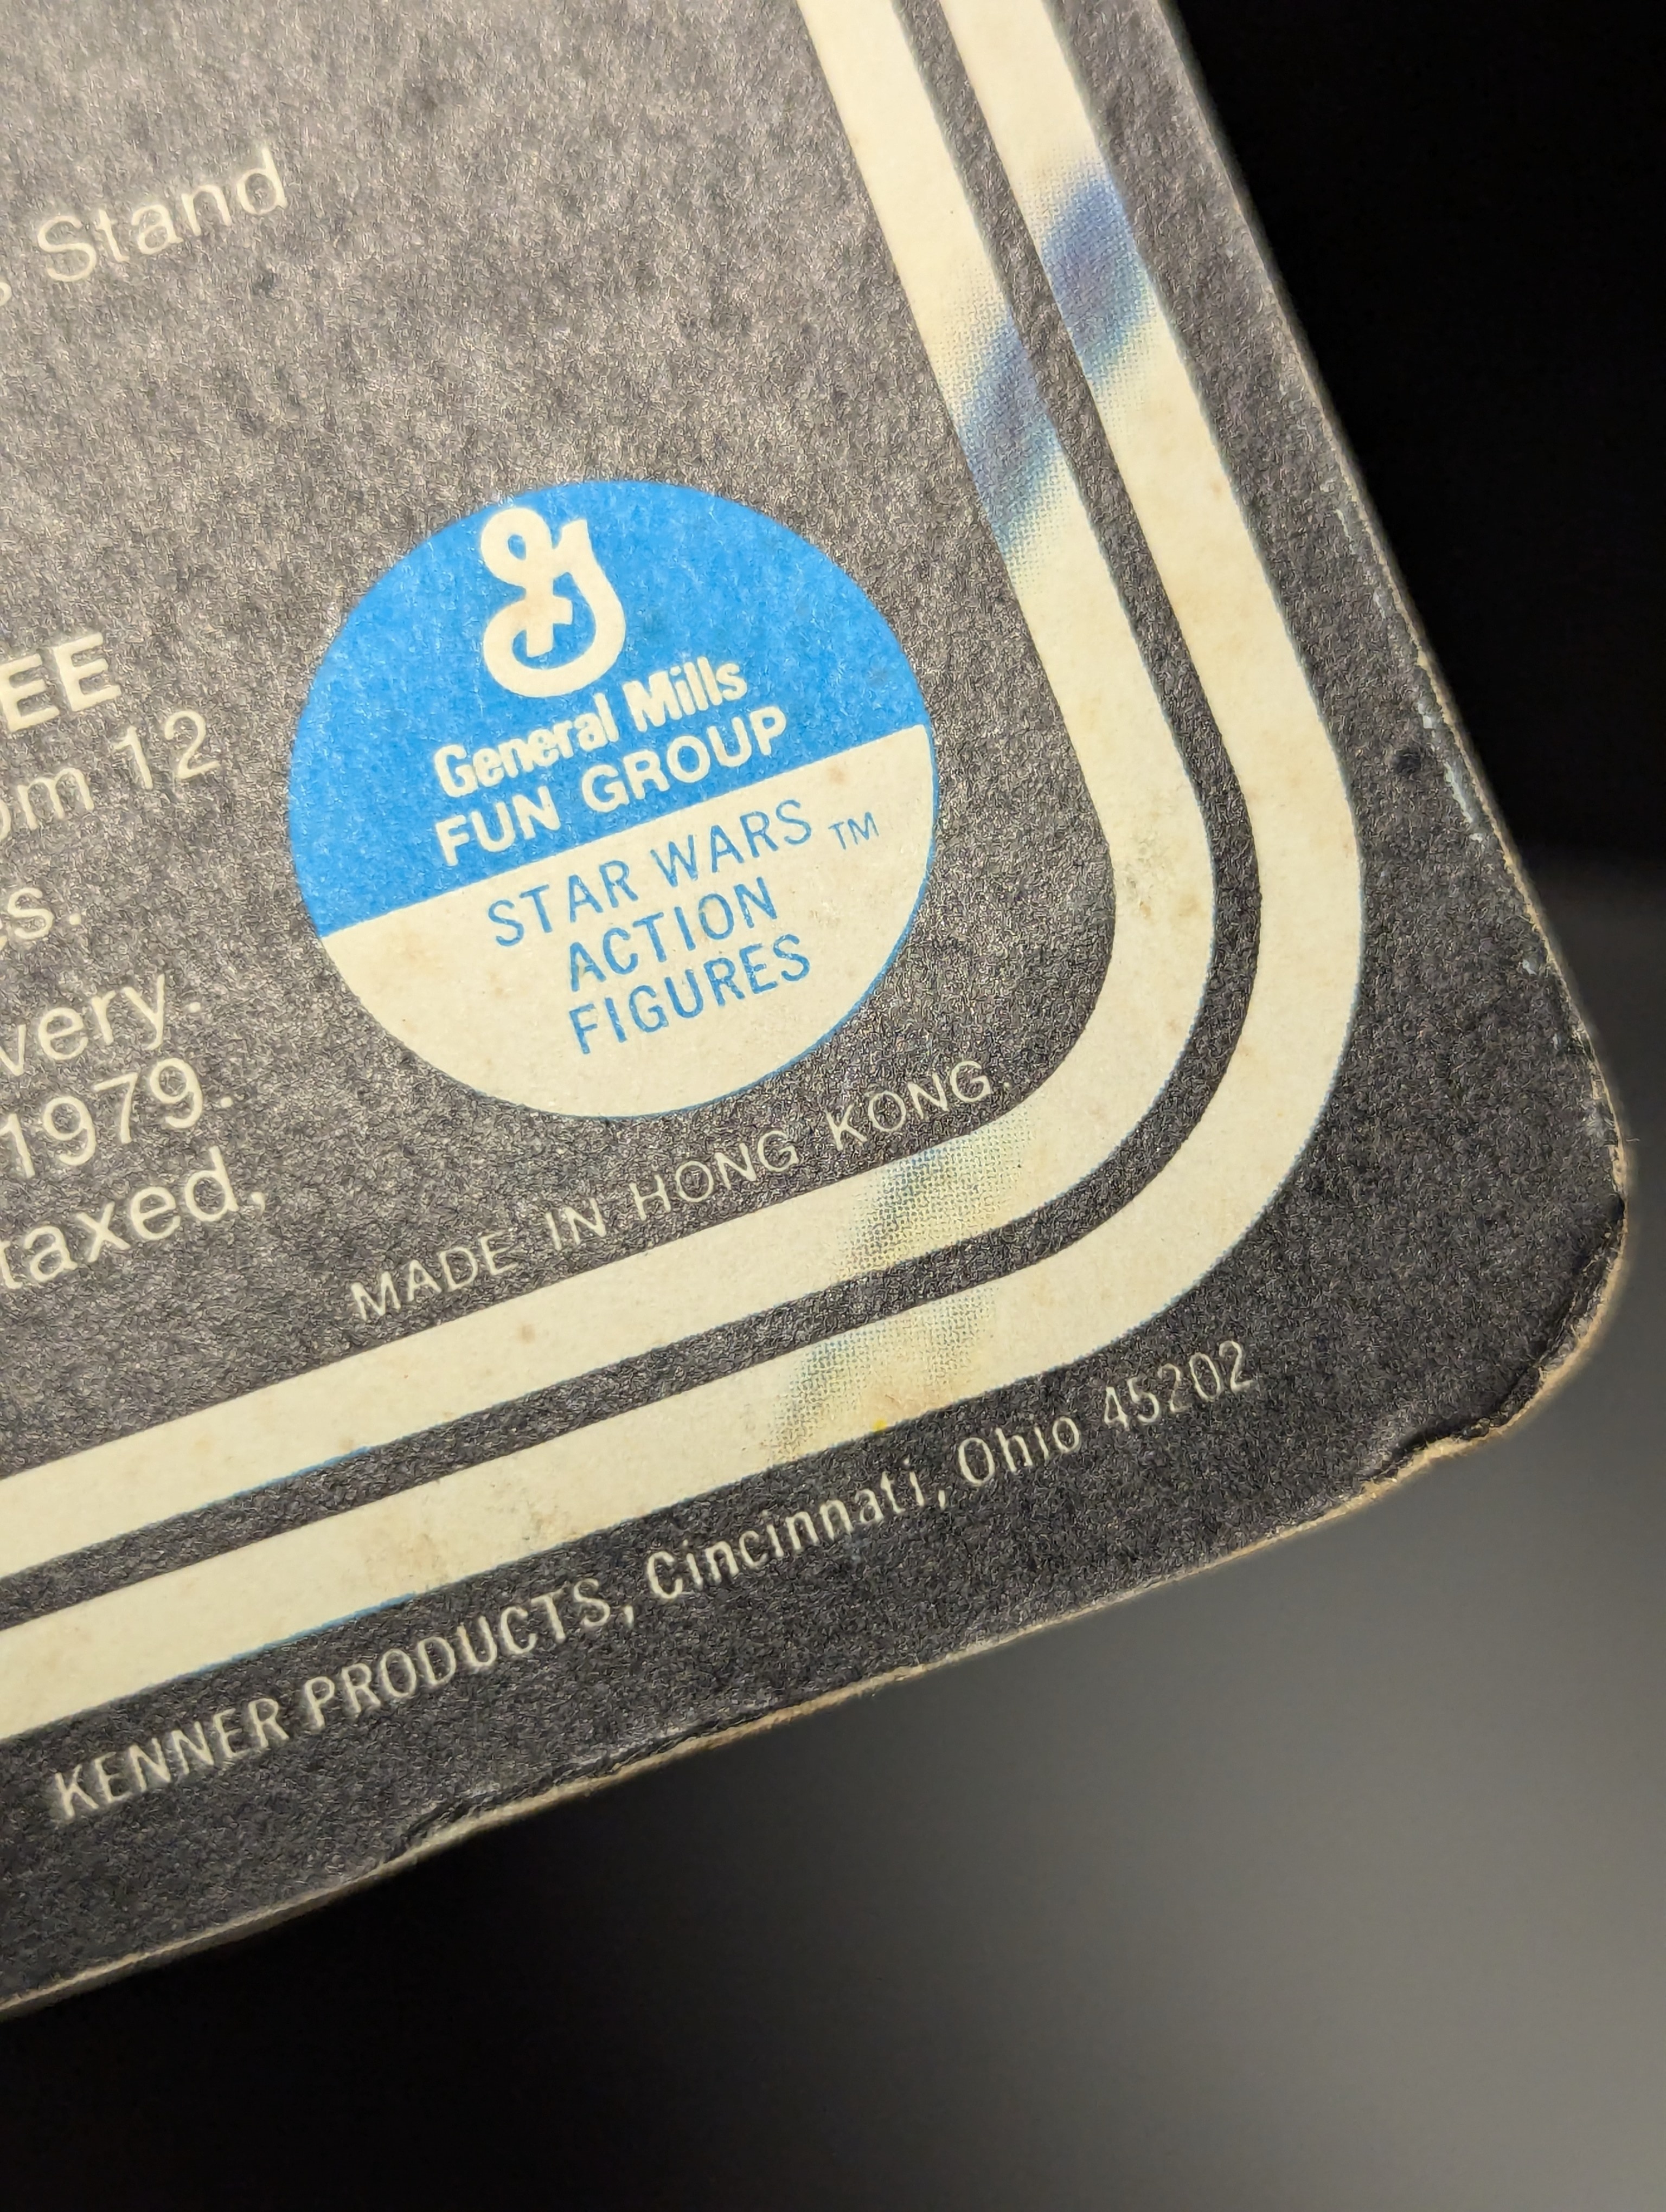 Stand
EE
om 12
s.
very.
1979.
taxed,
General Mills
FUN GROUP
STAR WARS TM
ACTION
FIGURES
MADE IN HONG KONG.
KENNER PRODUCTS, Cincinnati, Ohio 45202